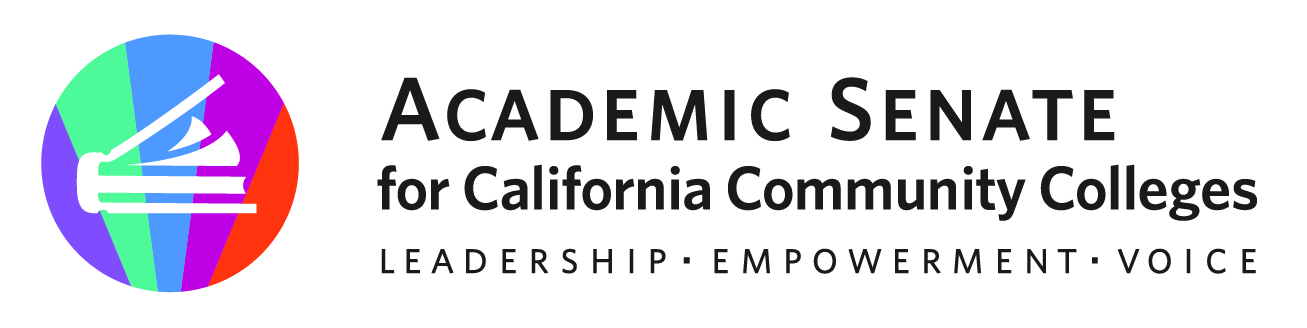 ACADEMIC SENATE
for California Community Colleges
LEADERSHIP · EMPOWERMENT · VOICE